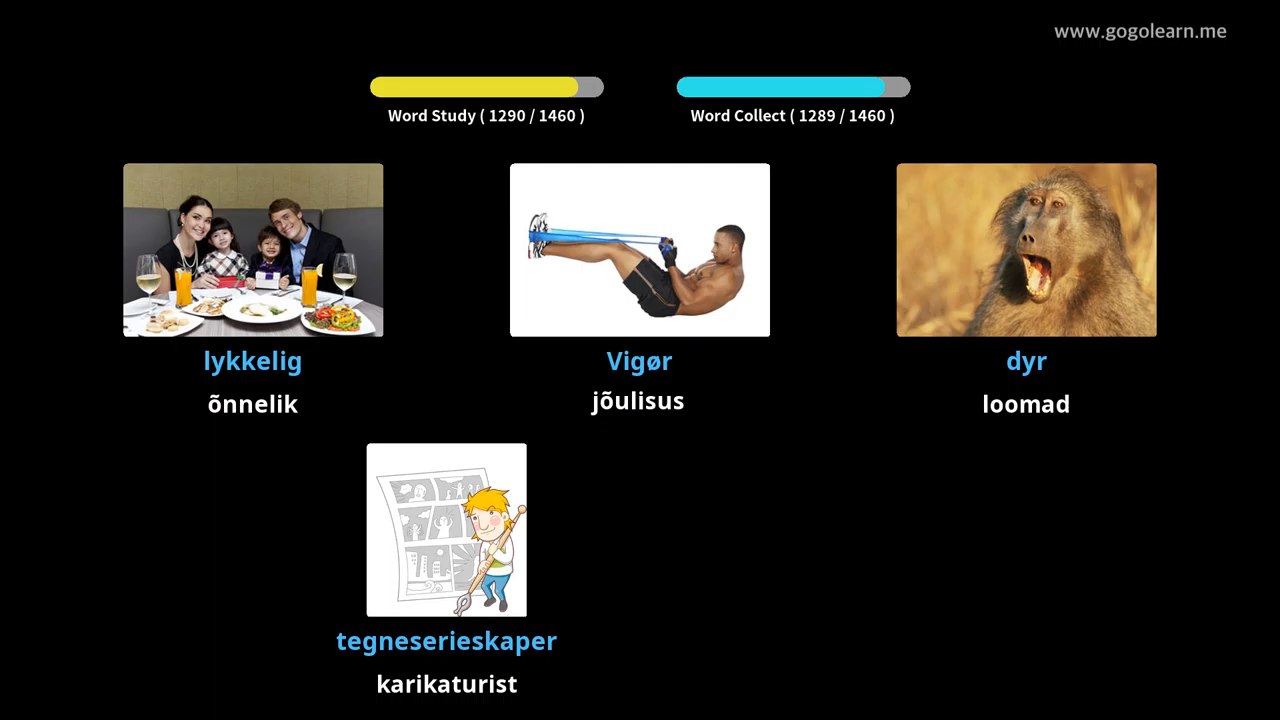 www.gogolearn.me
Word Study ( 1290 / 1460 )
Word Collect ( 1289 / 1460 )
lykkelig
Vigør
dyr
õnnelik
jõulisus
loomad
tegneserieskaper
karikaturist